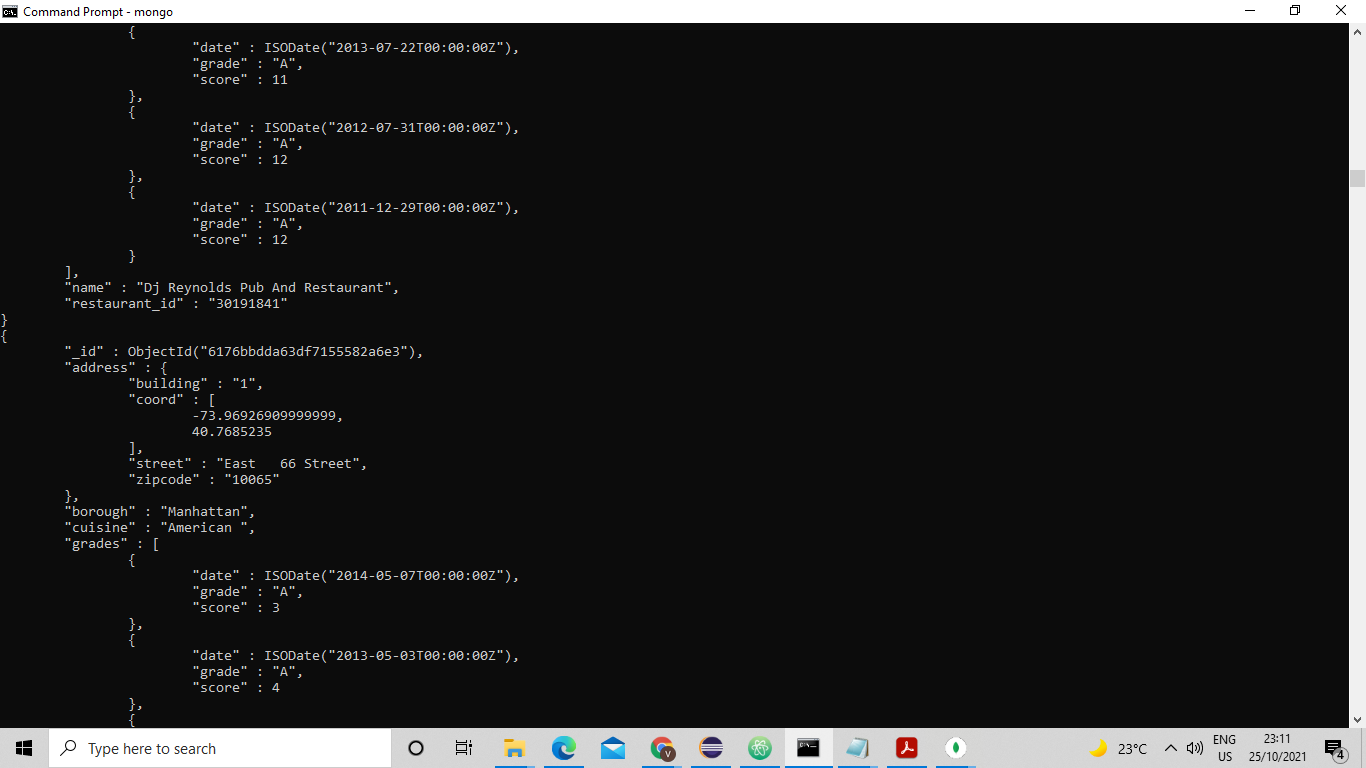 Command Prompt - mongo
{
"date" : ISODate("2013-07-22T00:00:00Z"),
"grade" : "A",
"score" : 11
},
{
"date" : ISODate("2012-07-31T00:00:00Z"),
"grade" : "A",
"score" : 12
},
{
"date" : ISODate("2011-12-29T00:00:00Z"),
"grade" : "A",
"score" : 12
}
],
"name" : "Dj Reynolds Pub And Restaurant",
"restaurant_id" : "30191841"
}
{
"_id" : ObjectId("6176bbdda63df7155582a6e3"),
"address" : {
"building" : "1",
"coord" : [
-73.96926909999999,
40.7685235
],
"street" : "East   66 Street",
"zipcode" : "10065"
},
"borough" : "Manhattan",
"cuisine" : "American ",
"grades" : [
{
"date" : ISODate("2014-05-07T00:00:00Z"),
"grade" : "A",
"score" : 3
},
{
"date" : ISODate("2013-05-03T00:00:00Z"),
"grade" : "A",
"score" : 4
},
{
Type here to search
23°C
ENG
US
23:11
25/10/2021
4